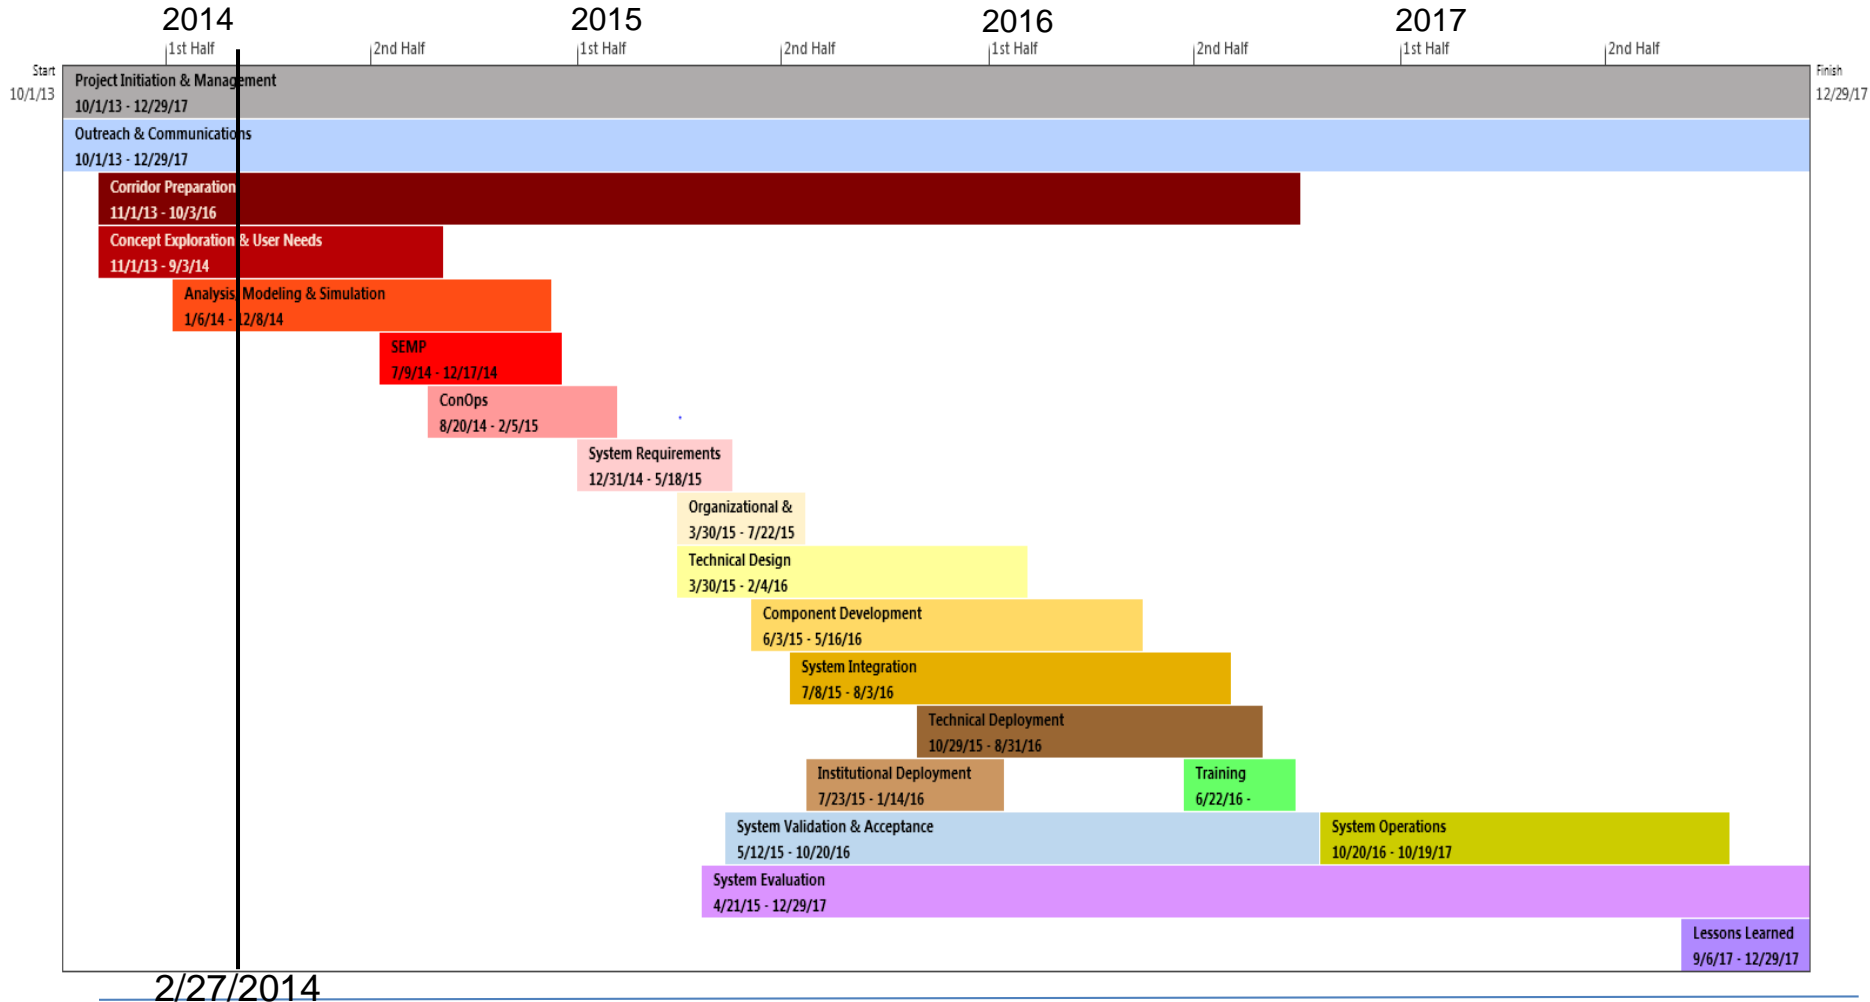 2014
2015
2016
2017
1st Half
2nd Half
1st Half
2nd Half
1st Half
2nd Half
1st Half
2nd Half
Start
10/1/13
Finish
12/29/17
Project Initiation & Management
10/1/13 - 12/29/17
Outreach & Communications
10/1/13 - 12/29/17
Corridor Preparation
11/1/13 - 10/3/16
Concept Exploration & User Needs
11/1/13 - 9/3/14
Analysis, Modeling & Simulation
1/6/14 - 12/8/14
SEMP
7/9/14 - 12/17/14
ConOps
8/20/14 - 2/5/15
System Requirements
12/31/14 - 5/18/15
Organizational &
3/30/15 - 7/22/15
Technical Design
3/30/15 - 2/4/16
Component Development
6/3/15 - 5/16/16
System Integration
7/8/15 - 8/3/16
Technical Deployment
10/29/15 - 8/31/16
Institutional Deployment
7/23/15 - 1/14/16
Training
6/22/16 -
System Validation & Acceptance
5/12/15 - 10/20/16
System Operations
10/20/16 - 10/19/17
System Evaluation
4/21/15 - 12/29/17
Lessons Learned
9/6/17 - 12/29/17
2/27/2014